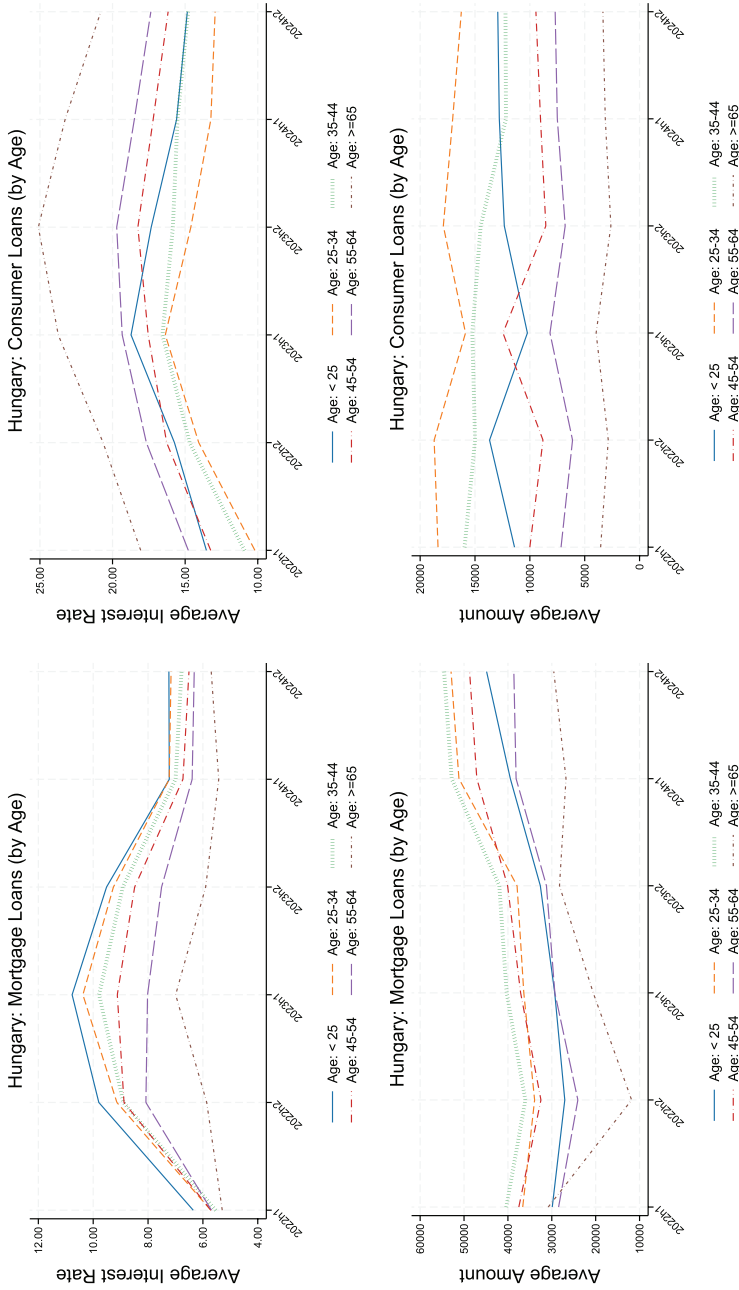 Hungary: Mortgage Loans (by Age)
Average Interest Rate
12.00
10.00
8.00
6.00
4.00
2022h1 2022h2 2023h1 2023h2 2024h1 2024h2
Age: < 25 Age: 25-34 Age: 35-44
Age: 45-54 Age: 55-64 Age: >=65
Hungary: Consumer Loans (by Age)
Average Interest Rate
25.00
20.00
15.00
10.00
2022h1 2022h2 2023h1 2023h2 2024h1 2024h2
Age: < 25 Age: 25-34 Age: 35-44
Age: 45-54 Age: 55-64 Age: >=65
Hungary: Mortgage Loans (by Age)
Average Amount
60000
50000
40000
30000
20000
10000
2022h1 2022h2 2023h1 2023h2 2024h1 2024h2
Age: < 25 Age: 25-34 Age: 35-44
Age: 45-54 Age: 55-64 Age: >=65
Hungary: Consumer Loans (by Age)
Average Amount
20000
15000
10000
5000
0
2022h1 2022h2 2023h1 2023h2 2024h1 2024h2
Age: < 25 Age: 25-34 Age: 35-44
Age: 45-54 Age: 55-64 Age: >=65